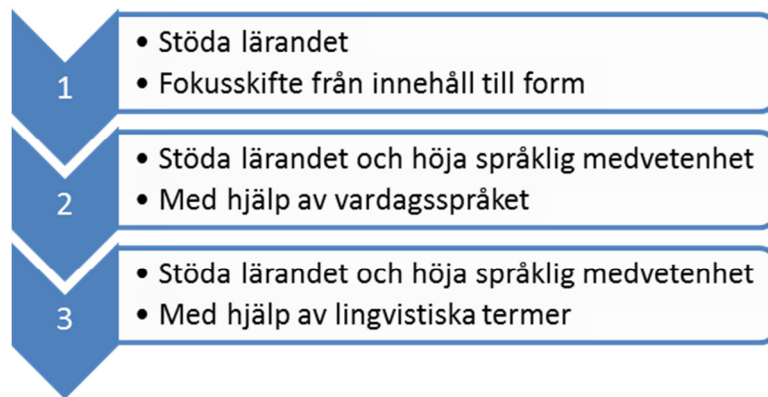 1
• Stöda lärandet
• Fokusskifte från innehåll till form
2
• Stöda lärandet och höja språklig medvetenhet
• Med hjälp av vardagsspråket
3
• Stöda lärandet och höja språklig medvetenhet
• Med hjälp av lingvistiska termer